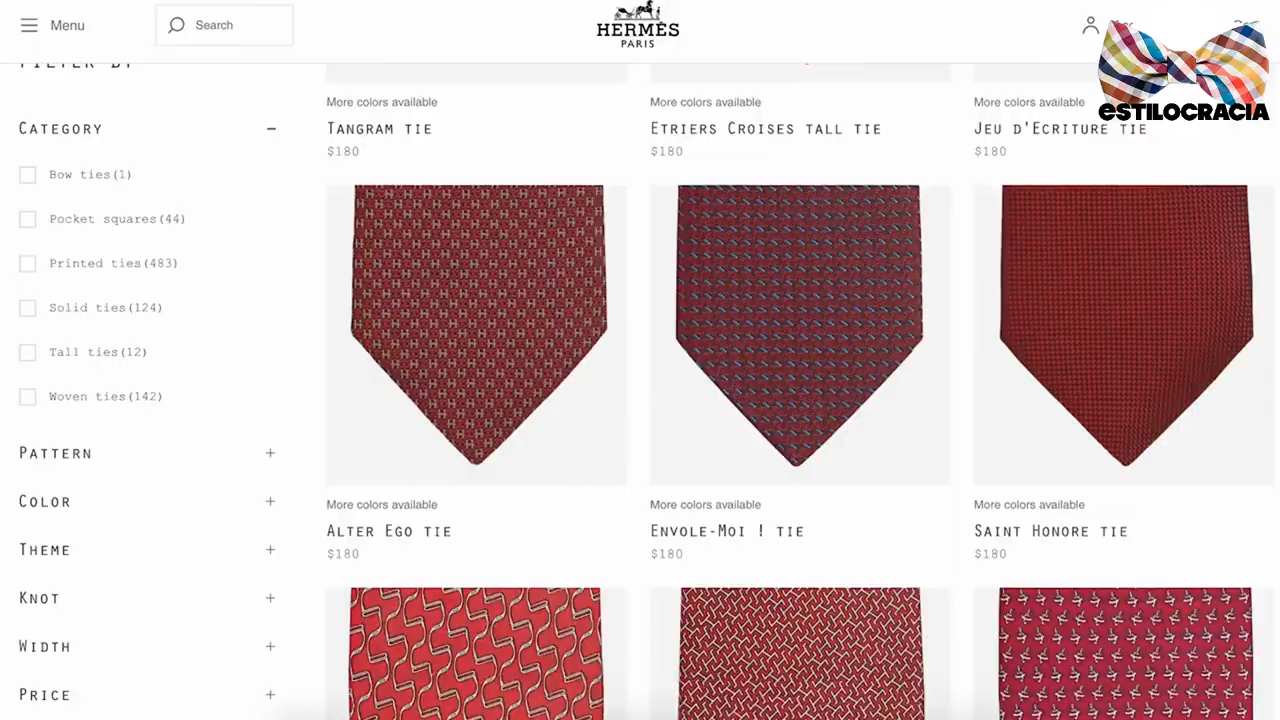 Menu
Search
HERMÈS
PARIS
eSTILOCRACIA
FILTER BY
CATEGORY
Bow ties(1)
Pocket squares(44)
Printed ties(483)
Solid ties(124)
Tall ties(12)
Woven ties(142)
PATTERN
COLOR
THEME
KNOT
WIDTH
PRICE
More colors available
TANGRAM TIE
$180
More colors available
ETRIERS CROISES TALL TIE
$180
More colors available
JEU D'ECRITURE TIE
$180
More colors available
ALTER EGO TIE
$180
More colors available
ENVOLE-MOI ! TIE
$180
More colors available
SAINT HONORE TIE
$180